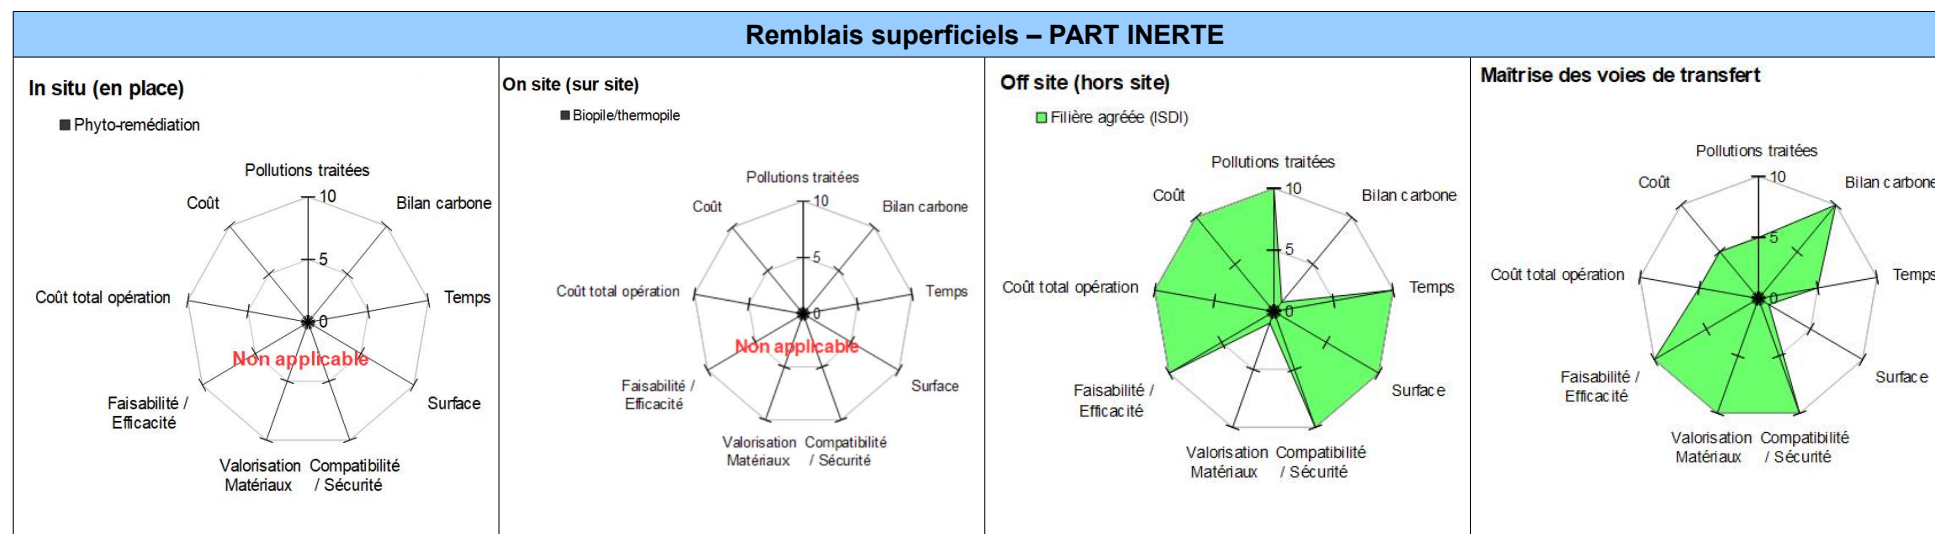 Remblais superficiels – PART INERTE
In situ (en place)
Phyto-remédiation
Pollutions traitées
10
Coût
Bilan carbone
5
Coût total opération
Temps
0
Non applicable
Faisabilité /
Efficacité
Surface
Valorisation
Matériaux
Compatibilité
/ Sécurité
On site (sur site)
Biopile/thermopile
Pollutions traitées
10
Coût
Bilan carbone
5
Coût total opération
Temps
0
Non applicable
Faisabilité /
Efficacité
Surface
Valorisation
Matériaux
Compatibilité
/ Sécurité
Off site (hors site)
Filière agréée (ISDI)
Pollutions traitées
10
Coût
Bilan carbone
5
Coût total opération
Temps
0
Faisabilité /
Efficacité
Surface
Valorisation
Matériaux
Compatibilité
/ Sécurité
Maîtrise des voies de transfert
Pollutions traitées
10
Coût
Bilan carbone
5
Coût total opération
Temps
0
Faisabilité /
Efficacité
Surface
Valorisation
Matériaux
Compatibilité
/ Sécurité